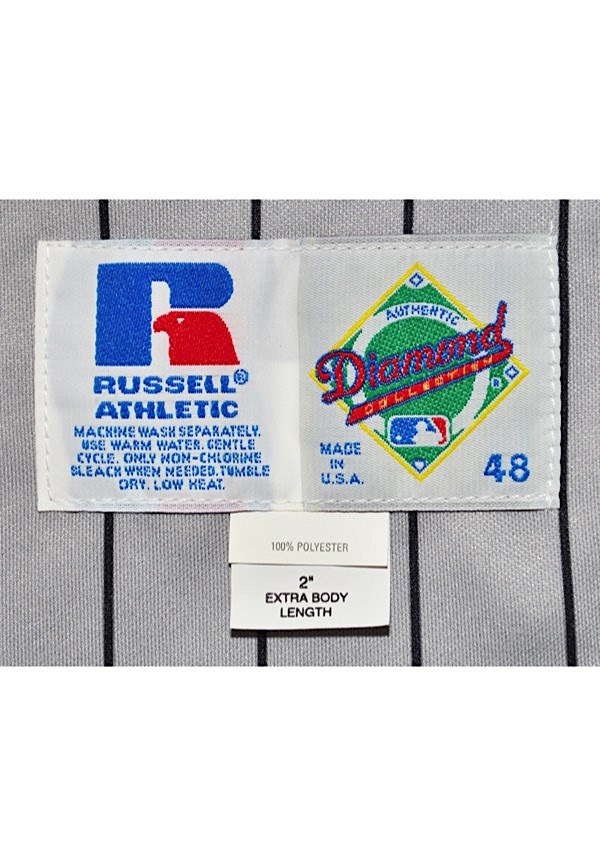 RUSSELL®
ATHLETIC
MACHINE WASH SEPARATELY.
USE WARM WATER. GENTLE
CYCLE. ONLY NON-CHLORINE
BLEACH WHEN NEEDED. TUMBLE
DRY. LOW HEAT.
AUTHENTIC
Diamond
COLLECTION
®
MADE
IN
U.S.A.
48
100% POLYESTER
2"
EXTRA BODY
LENGTH